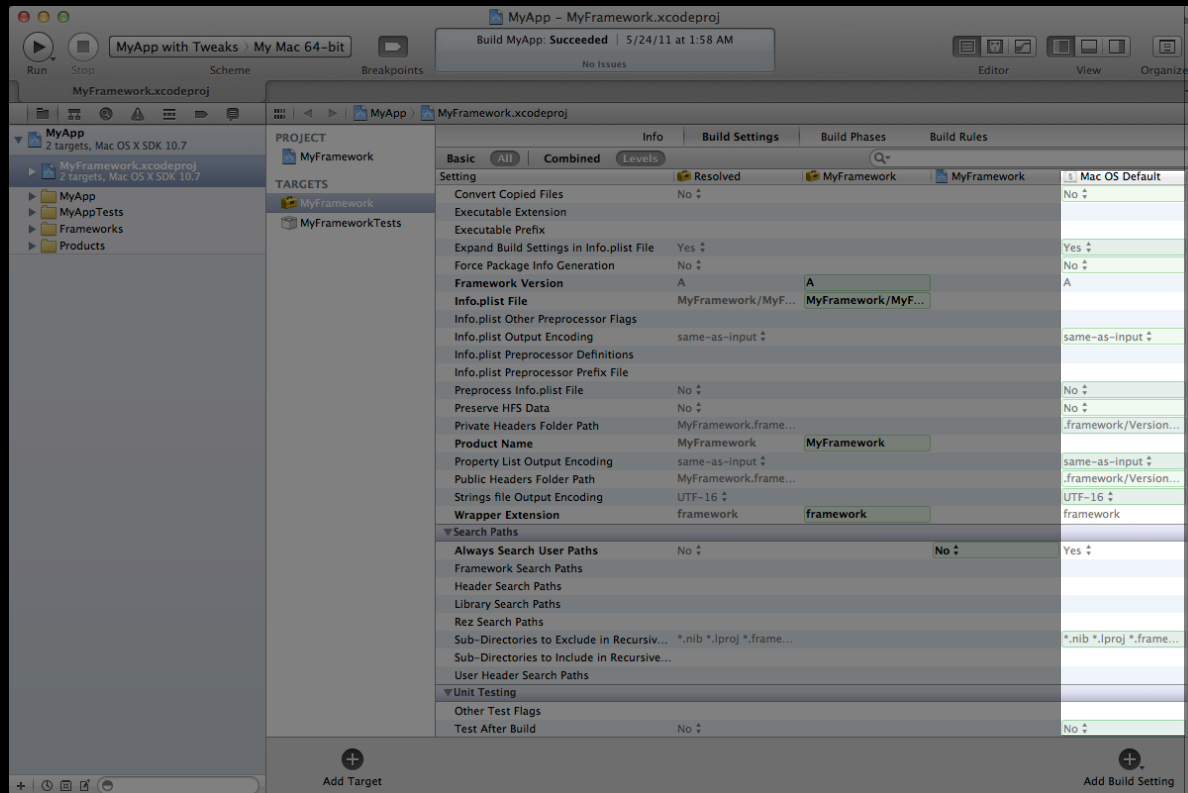 MyApp – MyFramework.xcodeproj
MyApp with Tweaks › My Mac 64-bit
Build MyApp: Succeeded | 5/24/11 at 1:58 AM
No Issues
Run Stop Scheme Breakpoints Editor View Organize
MyFramework.xcodeproj
MyApp › MyFramework.xcodeproj
MyApp
2 targets, Mac OS X SDK 10.7
MyFramework.xcodeproj
2 targets, Mac OS X SDK 10.7
MyApp
MyAppTests
Frameworks
Products
PROJECT
MyFramework
TARGETS
MyFramework
MyFrameworkTests
Info Build Settings Build Phases Build Rules
Basic All Combined Levels
Setting Resolved MyFramework MyFramework Mac OS Default
Convert Copied Files No No
Executable Extension
Executable Prefix
Expand Build Settings in Info.plist File Yes Yes
Force Package Info Generation No No
Framework Version A A A
Info.plist File MyFramework/MyF... MyFramework/MyF...
Info.plist Other Preprocessor Flags
Info.plist Output Encoding same-as-input same-as-input
Info.plist Preprocessor Definitions
Info.plist Preprocessor Prefix File
Preprocess Info.plist File No No
Preserve HFS Data No No
Private Headers Folder Path MyFramework.frame... .framework/Version...
Product Name MyFramework MyFramework
Property List Output Encoding same-as-input same-as-input
Public Headers Folder Path MyFramework.frame... .framework/Version...
Strings file Output Encoding UTF-16 UTF-16
Wrapper Extension framework framework framework
Search Paths
Always Search User Paths No No Yes
Framework Search Paths
Header Search Paths
Library Search Paths
Rez Search Paths
Sub-Directories to Exclude in Recursiv... *.nib *.lproj *.frame... *.nib *.lproj *.frame...
Sub-Directories to Include in Recursive...
User Header Search Paths
Unit Testing
Other Test Flags
Test After Build No No
Add Target Add Build Setting